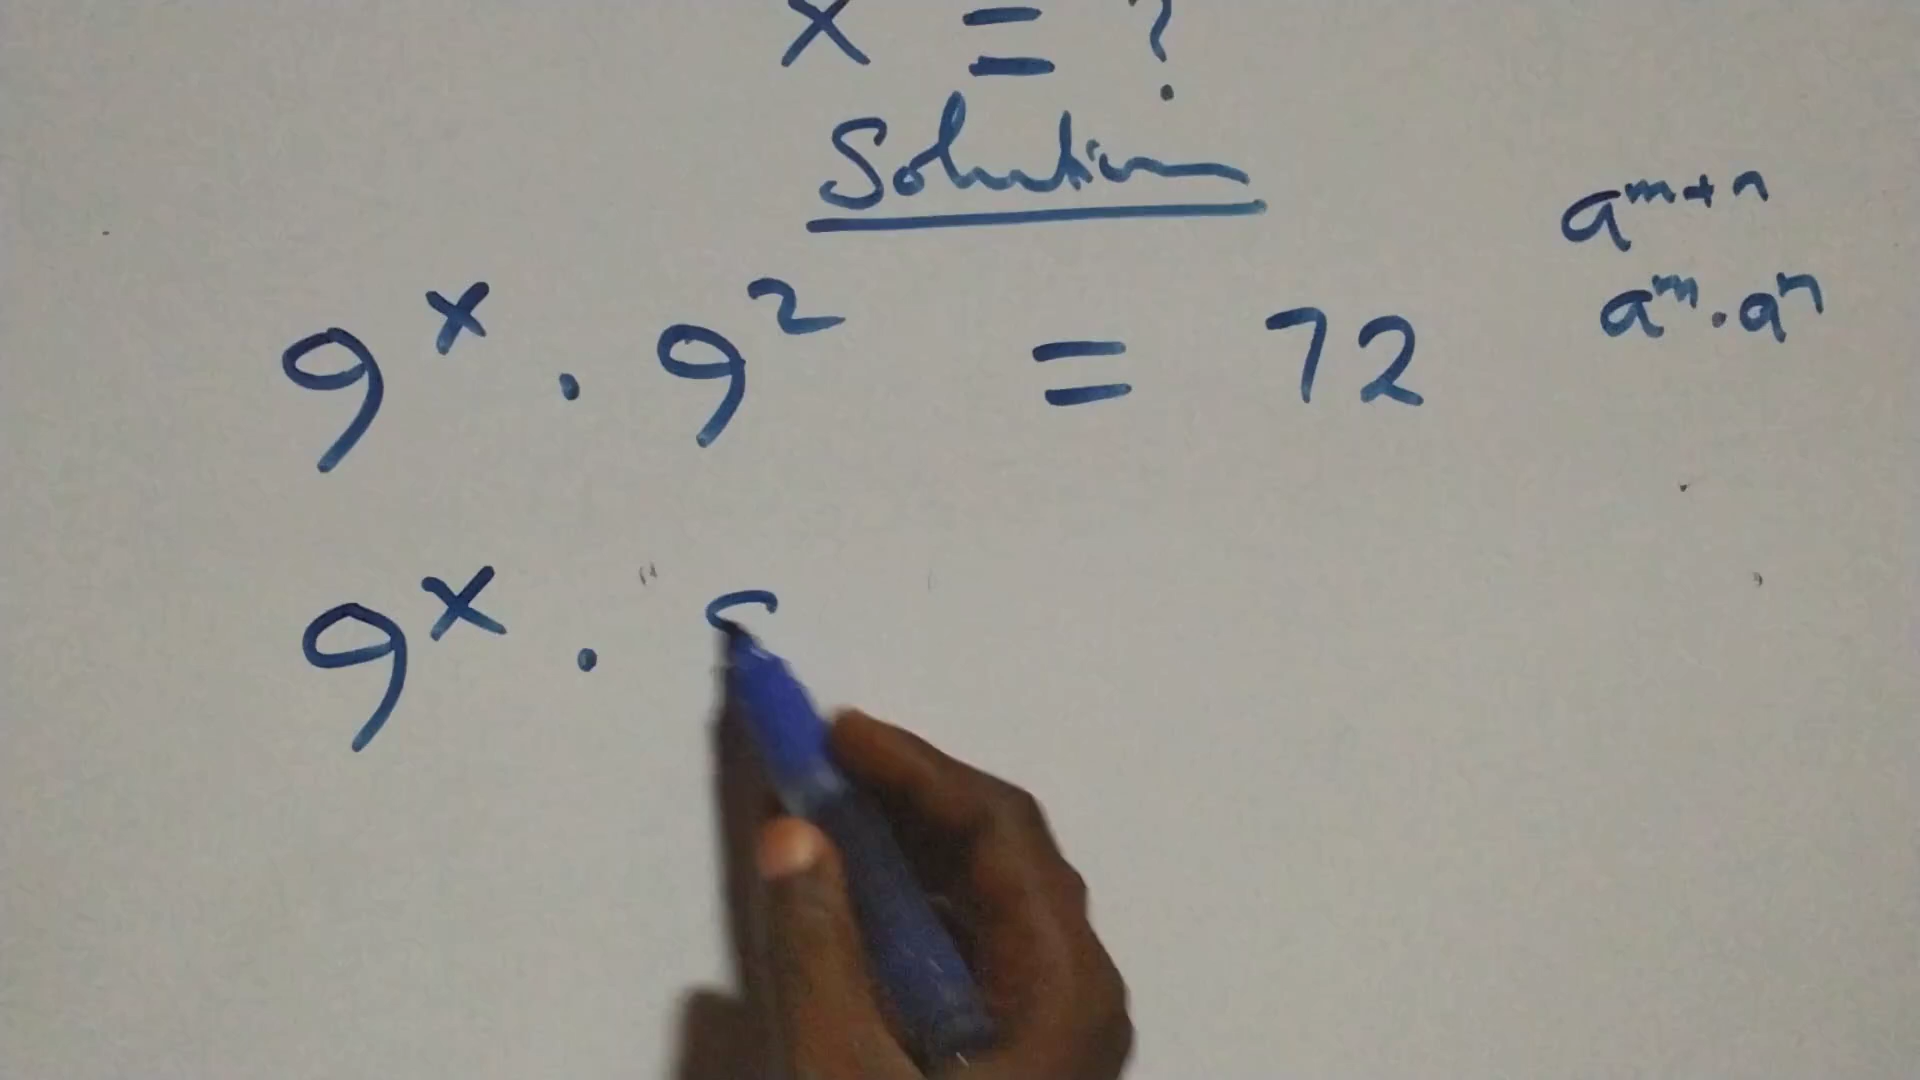 x = ?
Solution
a^m+n
9^x . 9^2 = 72
a^m . a^n
9^x .